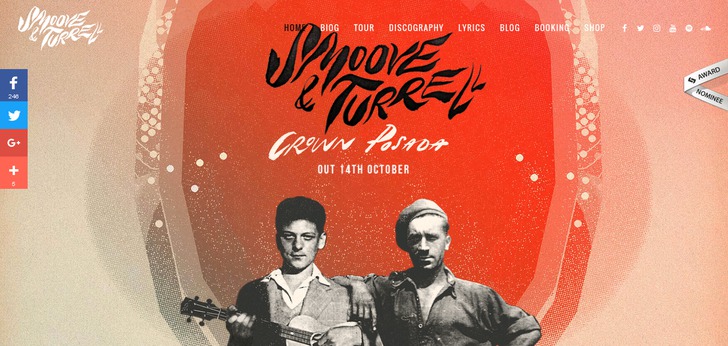 SMOOVE
& TURRELL
HOME BIOG TOUR DISCOGRAPHY LYRICS BLOG BOOKING SHOP
SMOOVE
& TURRELL
CROWN POSADA
OUT 14TH OCTOBER
246
5
AWARD
NOMINEE